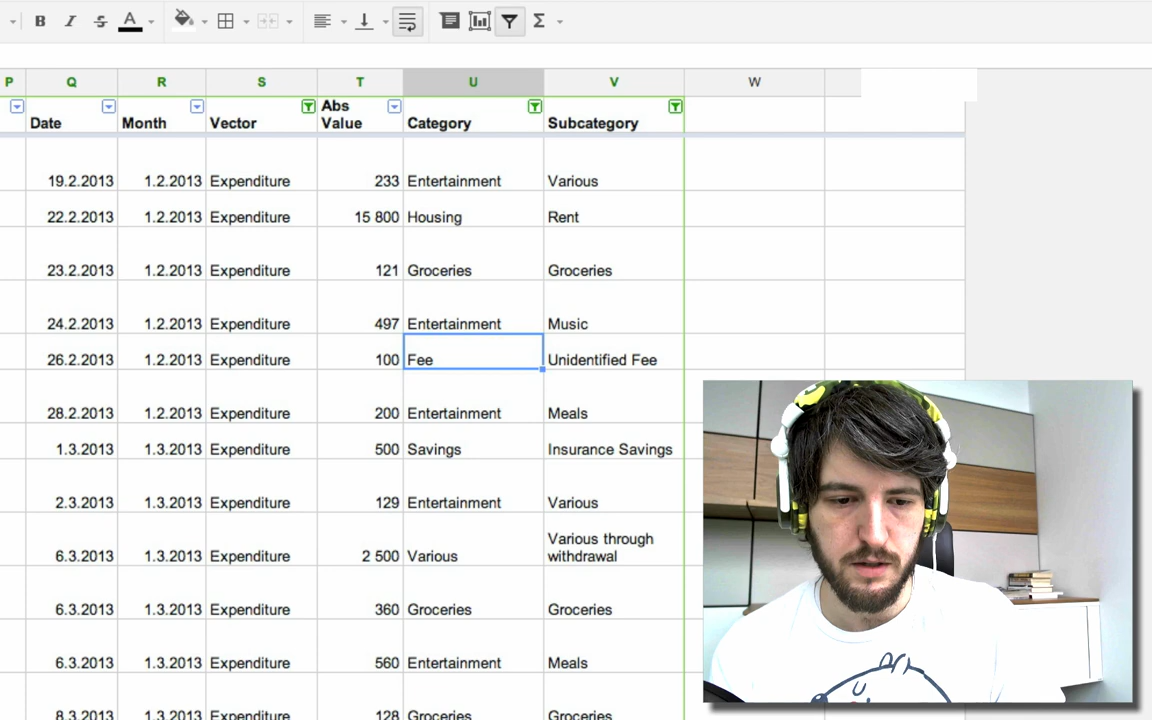 B I S A Σ
P Q R S T U V W
Date Month Vector Abs Value Category Subcategory
19.2.2013 1.2.2013 Expenditure 233 Entertainment Various
22.2.2013 1.2.2013 Expenditure 15 800 Housing Rent
23.2.2013 1.2.2013 Expenditure 121 Groceries Groceries
24.2.2013 1.2.2013 Expenditure 497 Entertainment Music
26.2.2013 1.2.2013 Expenditure 100 Fee Unidentified Fee
28.2.2013 1.2.2013 Expenditure 200 Entertainment Meals
1.3.2013 1.3.2013 Expenditure 500 Savings Insurance Savings
2.3.2013 1.3.2013 Expenditure 129 Entertainment Various
6.3.2013 1.3.2013 Expenditure 2 500 Various Various through withdrawal
6.3.2013 1.3.2013 Expenditure 360 Groceries Groceries
6.3.2013 1.3.2013 Expenditure 560 Entertainment Meals
8.3.2013 1.3.2013 Expenditure 128 Groceries Groceries